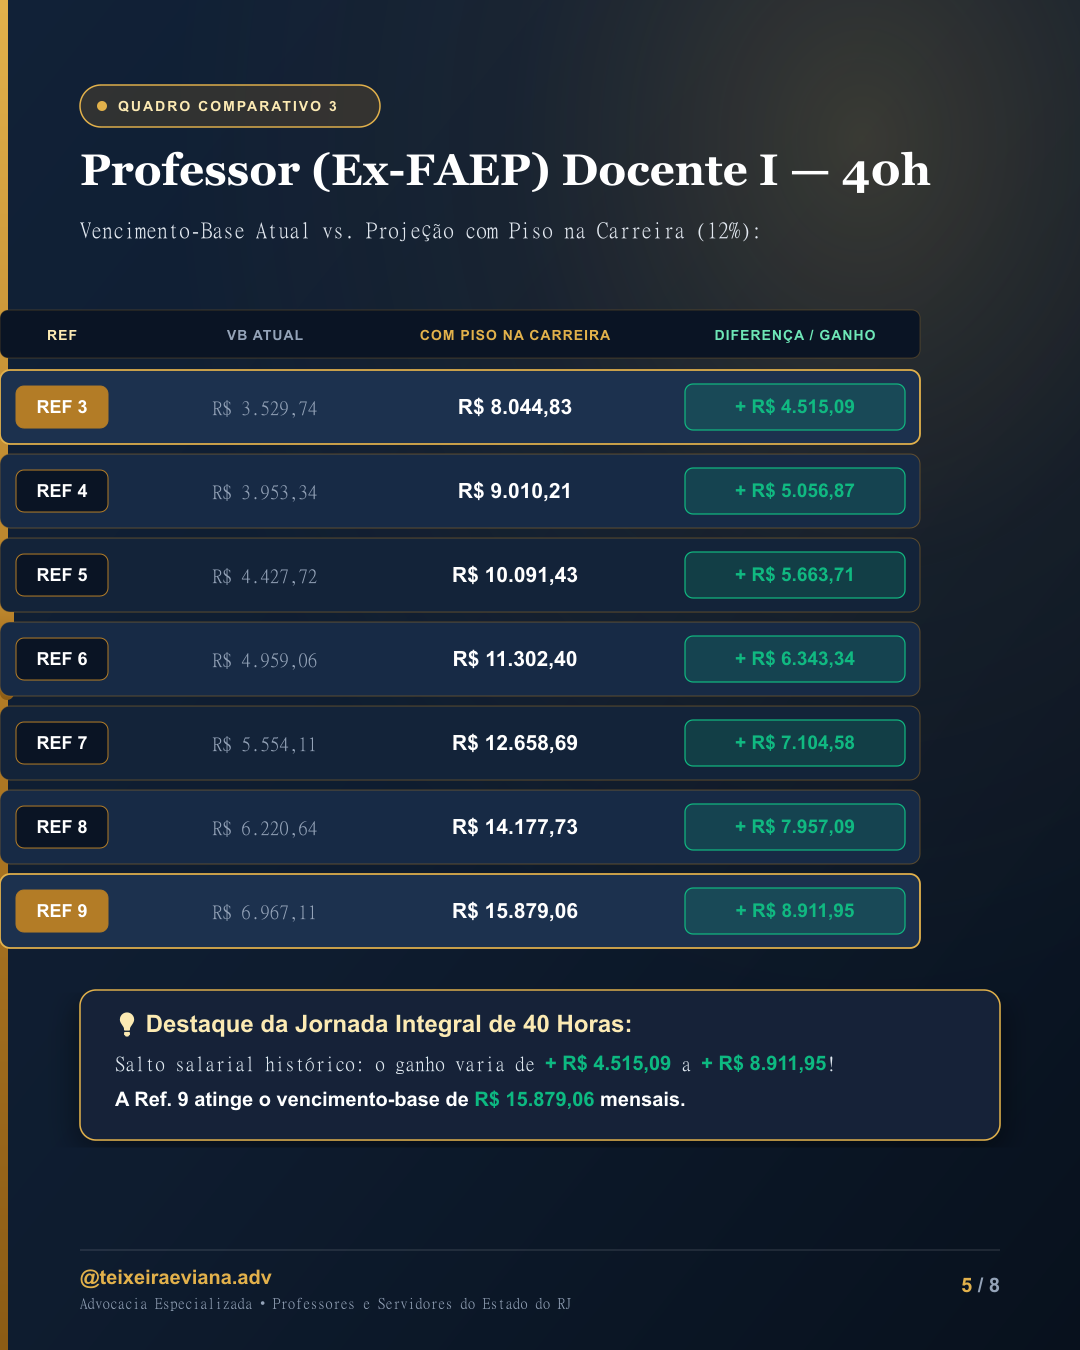 QUADRO COMPARATIVO 3
Professor (Ex-FAEP) Docente I — 40h
Vencimento-Base Atual vs. Projeção com Piso na Carreira (12%):
REF VB ATUAL COM PISO NA CARREIRA DIFERENÇA / GANHO
REF 3 R$ 3.529,74 R$ 8.044,83 + R$ 4.515,09
REF 4 R$ 3.953,34 R$ 9.010,21 + R$ 5.056,87
REF 5 R$ 4.427,72 R$ 10.091,43 + R$ 5.663,71
REF 6 R$ 4.959,06 R$ 11.302,40 + R$ 6.343,34
REF 7 R$ 5.554,11 R$ 12.658,69 + R$ 7.104,58
REF 8 R$ 6.220,64 R$ 14.177,73 + R$ 7.957,09
REF 9 R$ 6.967,11 R$ 15.879,06 + R$ 8.911,95
Destaque da Jornada Integral de 40 Horas:
Salto salarial histórico: o ganho varia de + R$ 4.515,09 a + R$ 8.911,95!
A Ref. 9 atinge o vencimento-base de R$ 15.879,06 mensais.
@teixeiraeviana.adv
Advocacia Especializada • Professores e Servidores do Estado do RJ
5 / 8